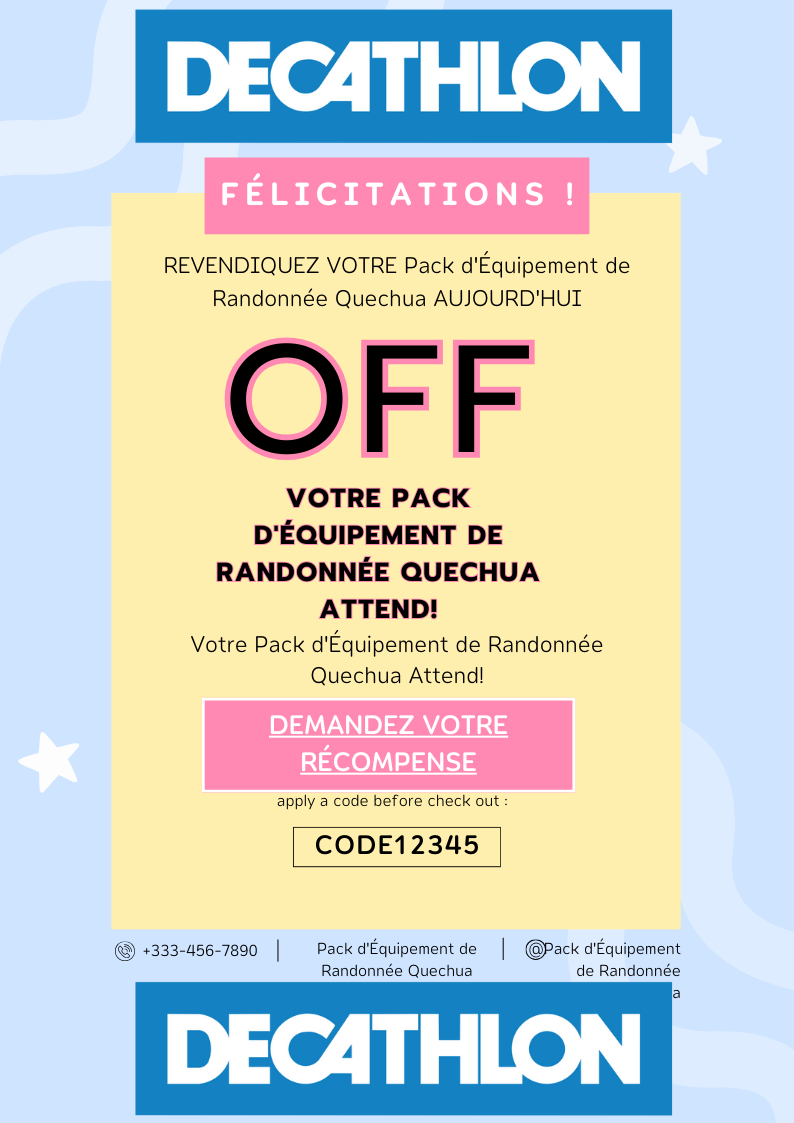 DECATHLON
FÉLICITATIONS !
REVENDIQUEZ VOTRE Pack d'Équipement de
Randonnée Quechua AUJOURD'HUI
OFF
VOTRE PACK
D'ÉQUIPEMENT DE
RANDONNÉE QUECHUA
ATTEND!
Votre Pack d'Équipement de Randonnée
Quechua Attend!
DEMANDEZ VOTRE
RÉCOMPENSE
apply a code before check out :
CODE12345
+333-456-7890 | Pack d'Équipement de | @Pack d'Équipement
Randonnée Quechua de Randonnée
a
DECATHLON